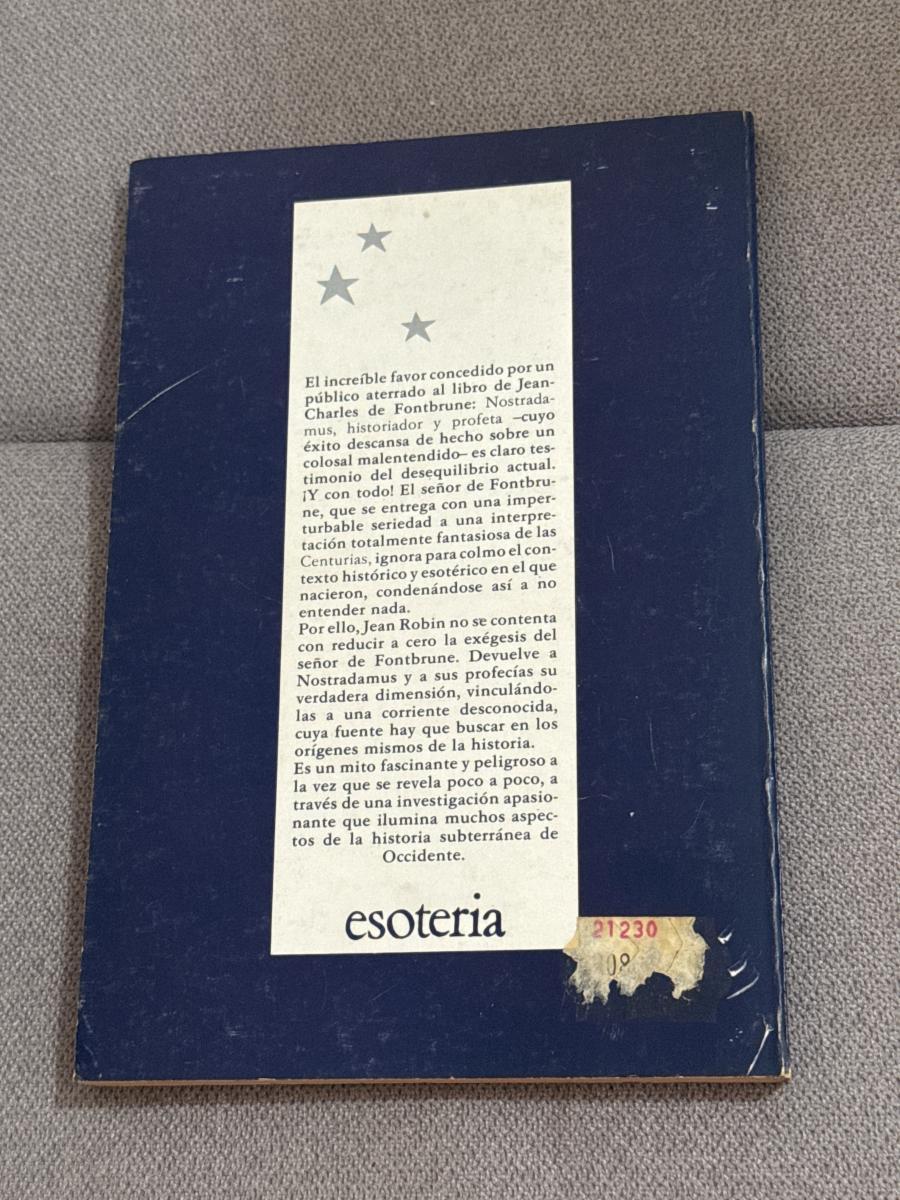 El increíble favor concedido por un
público aterrado al libro de Jean-
Charles de Fontbrune: Nostrada-
mus, historiador y profeta –cuyo
éxito descansa de hecho sobre un
colosal malentendido– es claro tes-
timonio del desequilibrio actual.
¡Y con todo! El señor de Fontbru-
ne, que se entrega con una imper-
turbable seriedad a una interpre-
tación totalmente fantasiosa de las
Centurias, ignora para colmo el con-
texto histórico y esotérico en el que
nacieron, condenándose así a no
entender nada.
Por ello, Jean Robin no se contenta
con reducir a cero la exégesis del
señor de Fontbrune. Devuelve a
Nostradamus y a sus profecías su
verdadera dimensión, vinculándo-
las a una corriente desconocida,
cuya fuente hay que buscar en los
orígenes mismos de la historia.
Es un mito fascinante y peligroso a
la vez que se revela poco a poco, a
través de una investigación apasio-
nante que ilumina muchos aspec-
tos de la historia subterránea de
Occidente.
esoteria
21230